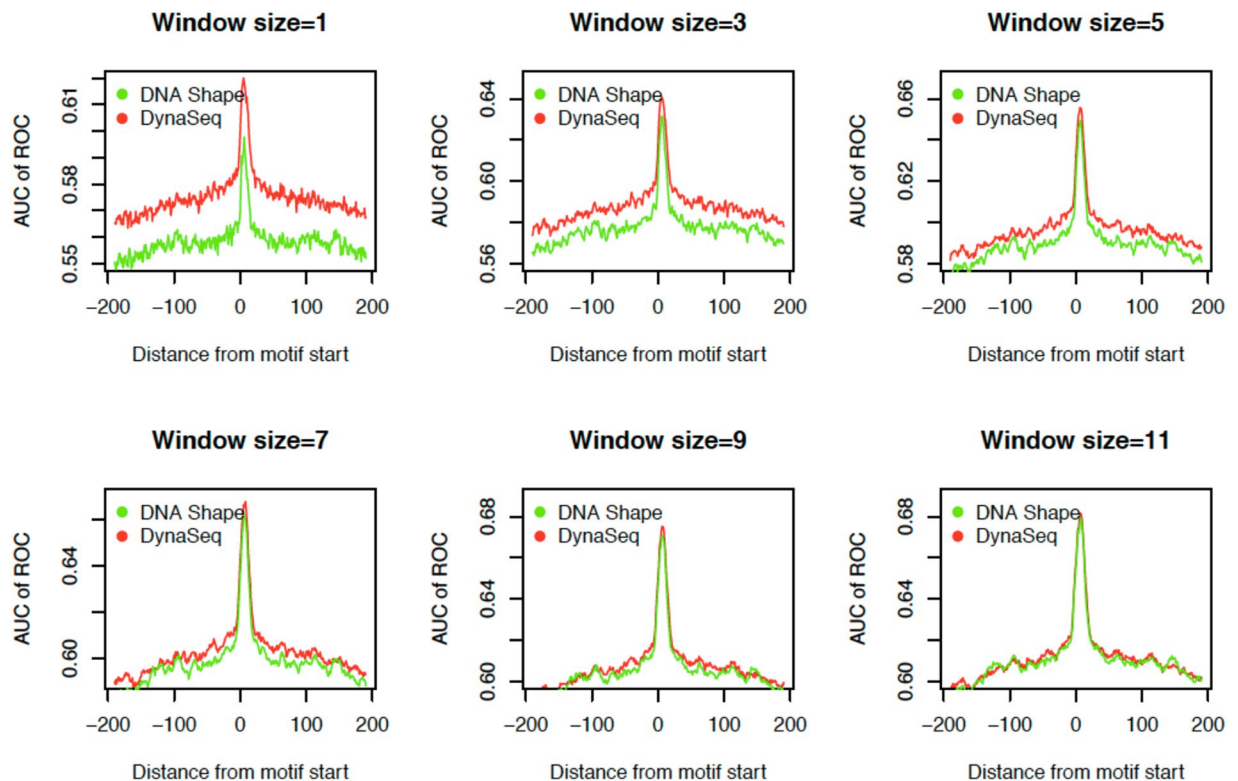 Window size=1
AUC of ROC
0.61
0.58
0.55
DNA Shape
DynaSeq
−200 −100 0 100 200
Distance from motif start
Window size=3
AUC of ROC
0.64
0.60
0.56
DNA Shape
DynaSeq
−200 −100 0 100 200
Distance from motif start
Window size=5
AUC of ROC
0.66
0.62
0.58
DNA Shape
DynaSeq
−200 −100 0 100 200
Distance from motif start
Window size=7
AUC of ROC
0.64
0.60
DNA Shape
DynaSeq
−200 −100 0 100 200
Distance from motif start
Window size=9
AUC of ROC
0.68
0.64
0.60
DNA Shape
DynaSeq
−200 −100 0 100 200
Distance from motif start
Window size=11
AUC of ROC
0.68
0.64
0.60
DNA Shape
DynaSeq
−200 −100 0 100 200
Distance from motif start